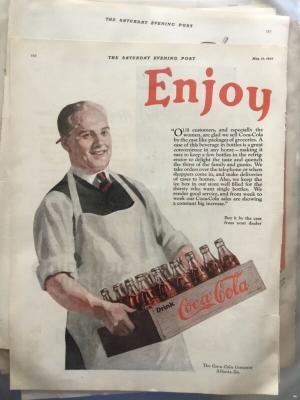 THE SATURDAY EVENING POST
THE SATURDAY EVENING POST
Enjoy
"OUR customers, and especially the
women, are glad we sell Coca-Cola
by the case like packages of groceries. A
case of this beverage in bottles is a great
convenience in any home—making it
easy to keep a few bottles in the refrig-
erator to delight the taste and quench
the thirst of the family and guests. We
take orders over the telephone or when
shoppers come in, and make deliveries
of cases to homes. Also, we keep the
ice box in our store well filled for the
thirsty who want single bottles. We
render good service, and from week to
week our Coca-Cola sales are showing
a constant big increase."
Buy it by the case
from your dealer
Drink
Coca-Cola
The Coca-Cola Company
Atlanta, Ga.